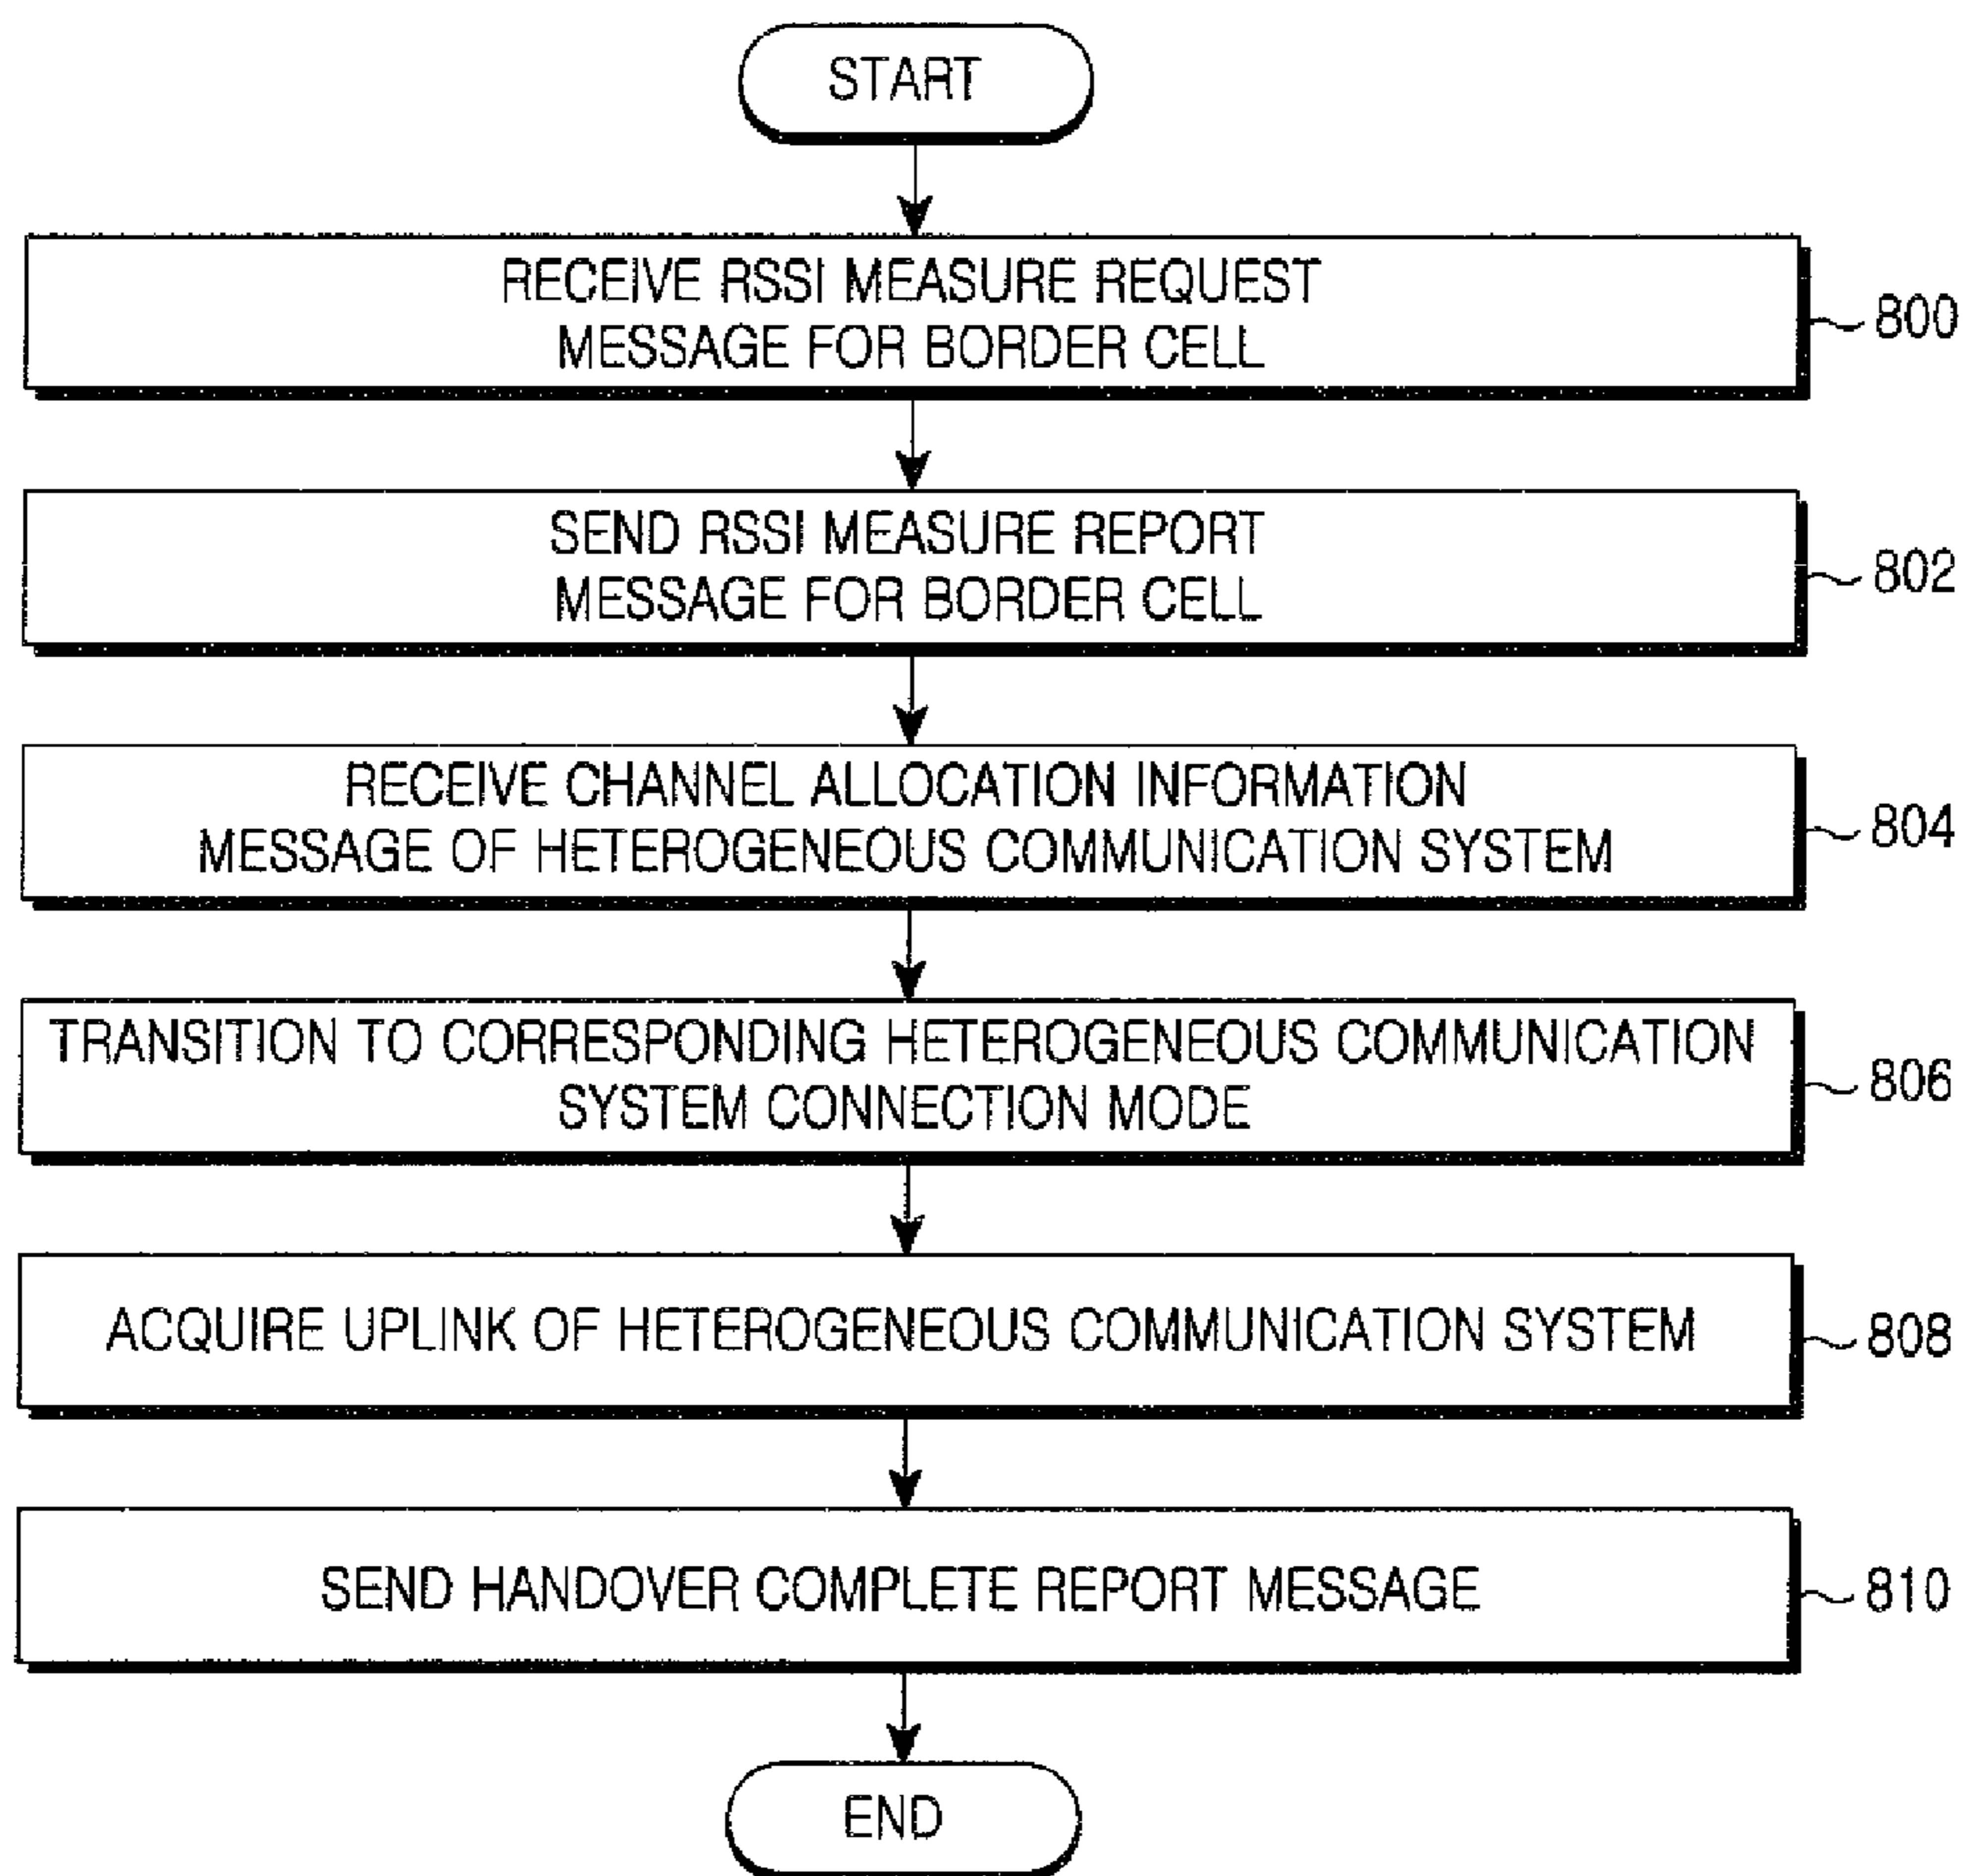 START
RECEIVE RSSI MEASURE REQUEST
MESSAGE FOR BORDER CELL
800
SEND RSSI MEASURE REPORT
MESSAGE FOR BORDER CELL
802
RECEIVE CHANNEL ALLOCATION INFORMATION
MESSAGE OF HETEROGENEOUS COMMUNICATION SYSTEM
804
TRANSITION TO CORRESPONDING HETEROGENEOUS COMMUNICATION
SYSTEM CONNECTION MODE
806
ACQUIRE UPLINK OF HETEROGENEOUS COMMUNICATION SYSTEM
808
SEND HANDOVER COMPLETE REPORT MESSAGE
810
END